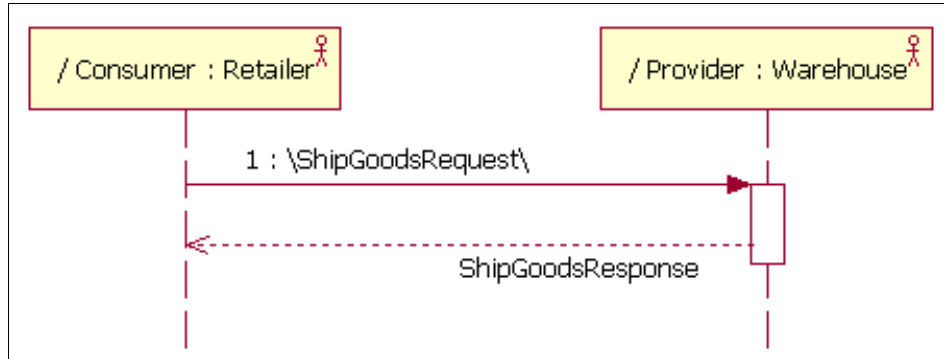 / Consumer : Retailer
/ Provider : Warehouse
1 : \ShipGoodsRequest\
ShipGoodsResponse